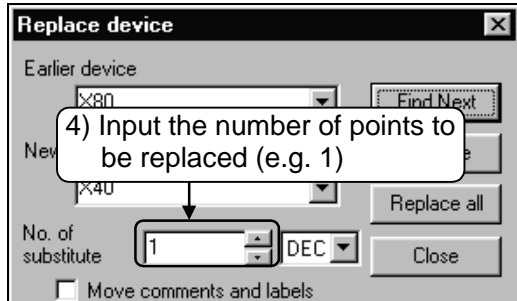 Replace device
Earlier device
X80
Find Next
4) Input the number of points to
be replaced (e.g. 1)
New
X40
Replace all
No. of
substitute
1
DEC
Close
Move comments and labels